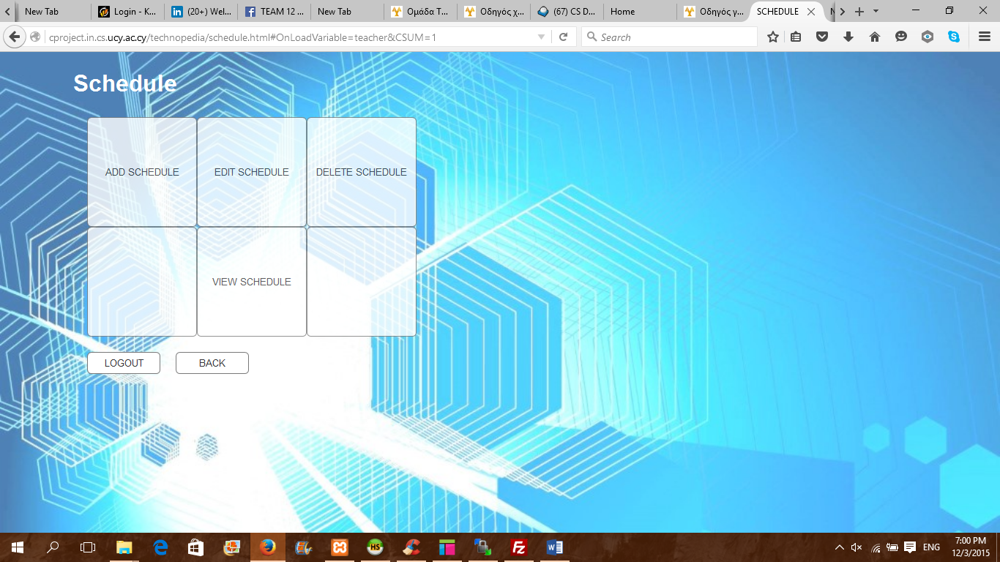 New Tab
Login - K...
(20+) Wel...
TEAM 12 ...
New Tab
Ομάδα Τ...
Οδηγός χ...
(67) CS D...
Home
Οδηγός γ...
SCHEDULE
cproject.in.cs.ucy.ac.cy/technopedia/schedule.html#OnLoadVariable=teacher&CSUM=1
Search
Schedule
ADD SCHEDULE
EDIT SCHEDULE
DELETE SCHEDULE
VIEW SCHEDULE
LOGOUT
BACK
HS
ENG
7:00 PM
12/3/2015